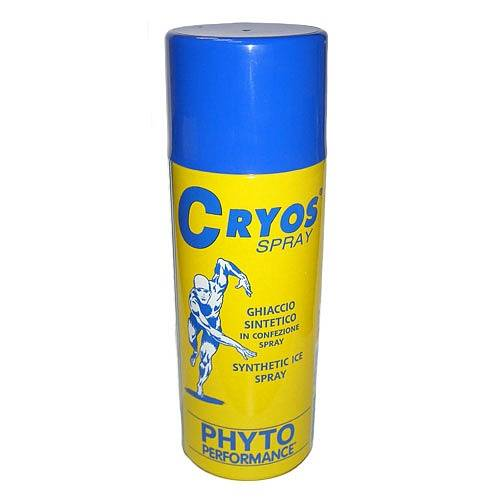 CRYOS®
SPRAY
GHIACCIO
SINTETICO
IN CONFEZIONE
SPRAY
SYNTHETIC ICE
SPRAY
PHYTO
PERFORMANCE